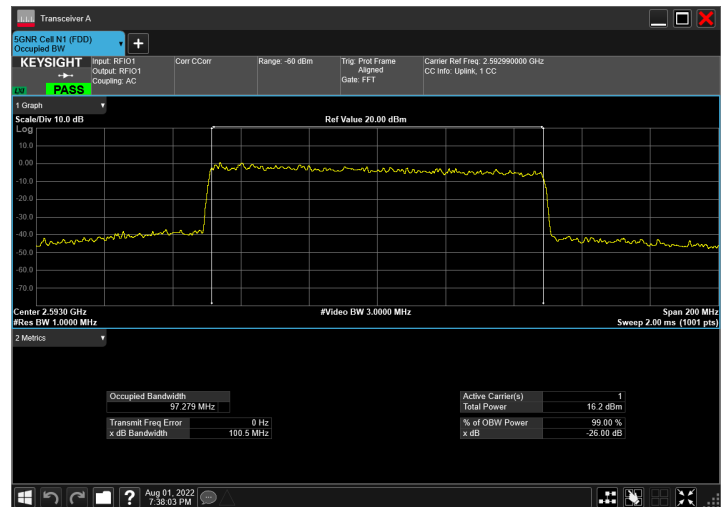 Transceiver A
5GNR Cell N1 (FDD)
Occupied BW
KEYSIGHT
LXI
PASS
Input: RFIO1
Output: RFIO1
Coupling: AC
Corr CCorr
Range: -60 dBm
Trig: Prot Frame
Aligned
Gate: FFT
Carrier Ref Freq: 2.592990000 GHz
CC Info: Uplink, 1 CC
1 Graph
Scale/Div 10.0 dB
Ref Value 20.00 dBm
Log
10.0
0.00
-10.0
-20.0
-30.0
-40.0
-50.0
-60.0
-70.0
Center 2.5930 GHz
#Video BW 3.0000 MHz
Span 200 MHz
#Res BW 1.0000 MHz
Sweep 2.00 ms (1001 pts)
2 Metrics
Occupied Bandwidth
97.279 MHz
Transmit Freq Error 0 Hz
x dB Bandwidth 100.5 MHz
Active Carrier(s) 1
Total Power 16.2 dBm
% of OBW Power 99.00 %
x dB -26.00 dB
?
Aug 01, 2022
7:38:03 PM